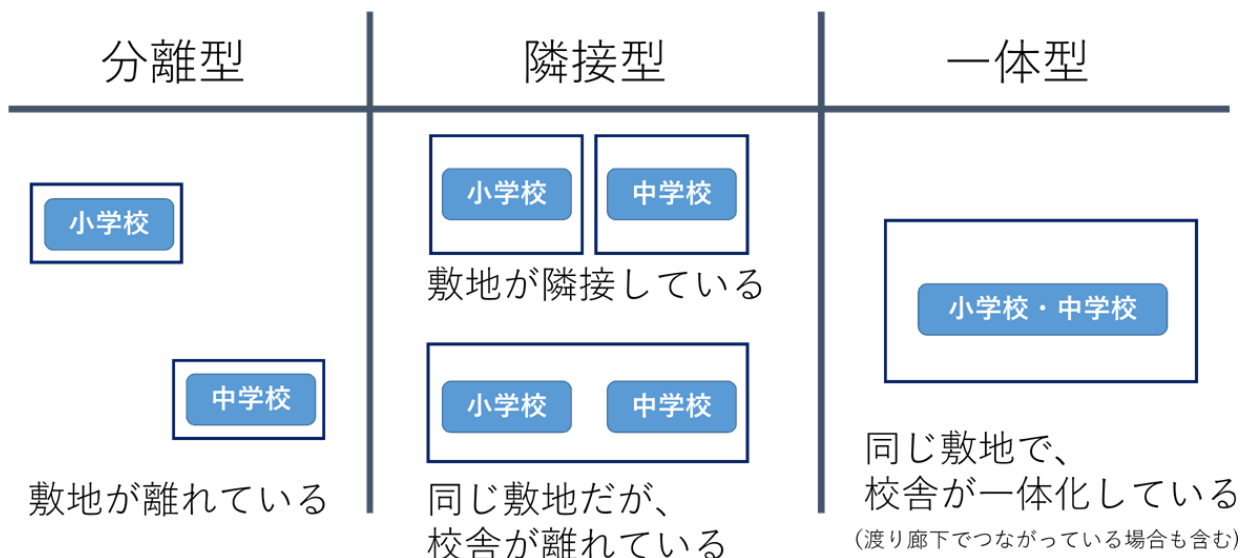 分離型
隣接型
一体型
小学校
中学校
敷地が離れている
小学校
中学校
敷地が隣接している
小学校
中学校
同じ敷地だが、
校舎が離れている
小学校・中学校
同じ敷地で、
校舎が一体化している
(渡り廊下でつながっている場合も含む)